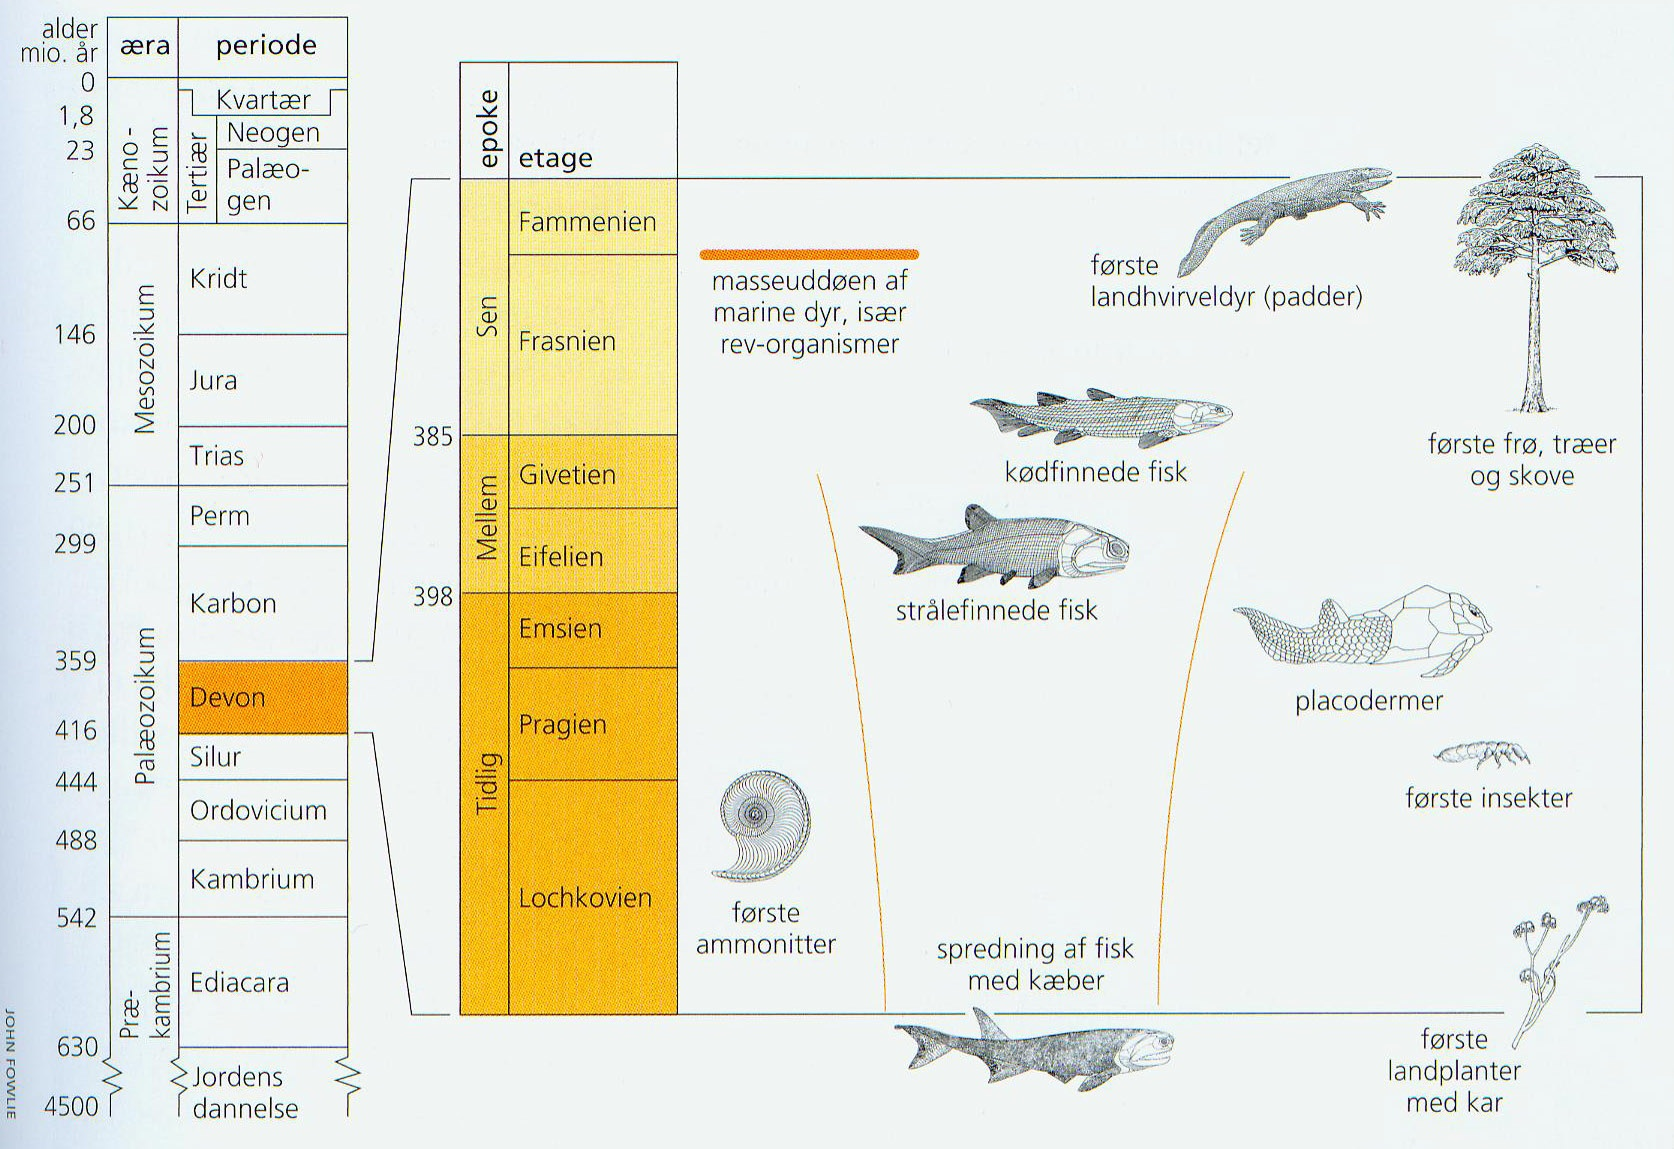 alder
mio. år
æra
periode
0
1,8
23
66
146
200
251
299
359
416
444
488
542
630
4500
Kæno-
zoikum
Mesozoikum
Palæozoikum
Præ-
kambrium
Tertiær
Kvartær
Neogen
Palæo-
gen
Kridt
Jura
Trias
Perm
Karbon
Devon
Silur
Ordovicium
Kambrium
Ediacara
Jordens
dannelse
epoke
etage
385
398
Sen
Mellem
Tidlig
Fammenien
Frasnien
Givetien
Eifelien
Emsien
Pragien
Lochkovien
masseuddøen af
marine dyr, især
rev-organismer
første
landhvirveldyr (padder)
første frø, træer
og skove
kødfinnede fisk
strålefinnede fisk
placodermer
første insekter
første
ammonitter
spredning af fisk
med kæber
første
landplanter
med kar
JOHN FOWLIE